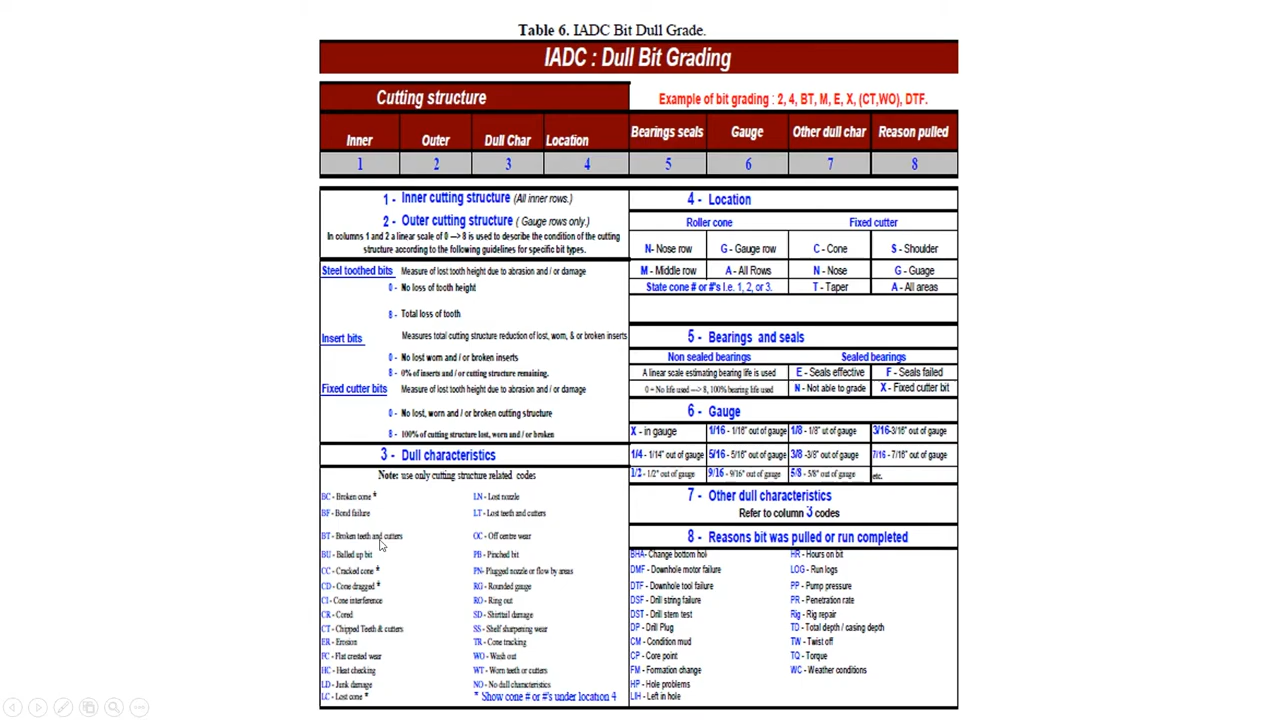 Table 6. IADC Bit Dull Grade.
IADC : Dull Bit Grading
Cutting structure
Example of bit grading : 2, 4, BT, M, E, X, (CT,WO), DTF.
Inner Outer Dull Char Location Bearings seals Gauge Other dull char Reason pulled
1 2 3 4 5 6 7 8
1 - Inner cutting structure (All inner rows.)
2 - Outer cutting structure ( Gauge rows only.)
In columns 1 and 2 a linear scale of 0 —> 8 is used to describe the condition of the cutting
structure according to the following guidelines for specific bit types.
Steel toothed bits Measure of lost tooth height due to abrasion and / or damage
0 - No loss of tooth height
8 - Total loss of tooth
Insert bits Measures total cutting structure reduction of lost, worn, & or broken inserts
0 - No lost worn and / or broken inserts
8 - 0% of inserts and / or cutting structure remaining.
Fixed cutter bits Measure of lost tooth height due to abrasion and / or damage
0 - No lost, worn and / or broken cutting structure
8 - 100% of cutting structure lost, worn and / or broken
3 - Dull characteristics
Note: use only cutting structure related codes
BC - Broken cone * LN - Lost nozzle
BF - Bond failure LT - Lost teeth and cutters
BT - Broken teeth and cutters OC - Off centre wear
BU - Balled up bit PB - Pinched bit
CC - Cracked cone * PN- Plugged nozzle or flow by areas
CD - Cone dragged * RG - Rounded gauge
CI - Cone interference RO - Ring out
CR - Cored SD - Shirttail damage
CT - Chipped Teeth & cutters SS - Shelf sharpening wear
ER - Erosion TR - Cone tracking
FC - Flat crested wear WO - Wash out
HC - Heat checking WT - Worn teeth or cutters
LD - Junk damage NO - No dull characteristics
LC - Lost cone * * Show cone # or #'s under location 4
4 - Location
Roller cone Fixed cutter
N- Nose row G - Gauge row C - Cone S - Shoulder
M - Middle row A - All Rows N - Nose G - Guage
State cone # or #'s I.e. 1, 2, or 3. T - Taper A - All areas
5 - Bearings and seals
Non sealed bearings Sealed bearings
A linear scale estimating bearing life is used E - Seals effective F - Seals failed
0 = No life used —> 8, 100% bearing life used N - Not able to grade X - Fixed cutter bit
6 - Gauge
X - in gauge 1/16 - 1/16" out of gauge 1/8 - 1/8" ut of gauge 3/16-3/16" out of gauge
1/4 - 1/14" out of gauge 5/16 - 5/16" out of gauge 3/8 -3/8" out of gauge 7/16 - 7/18" out of gauge
1/2 - 1/2" out of gauge 9/16 - 9/16" out of gauge 5/8 - 5/8" out of gauge etc.
7 - Other dull characteristics
Refer to column 3 codes
8 - Reasons bit was pulled or run completed
BHA- Change bottom hol HR - Hours on bit
DMF - Downhole motor failure LOG - Run logs
DTF - Downhole tool failure PP - Pump pressure
DSF - Drill string failure PR - Penetration rate
DST - Drill stem test Rig - Rig repair
DP - Drill Plug TD - Total depth / casing depth
CM - Condition mud TW - Twist off
CP - Core point TQ - Torque
FM - Formation change WC - Weather conditions
HP - Hole problems
LIH - Left in hole